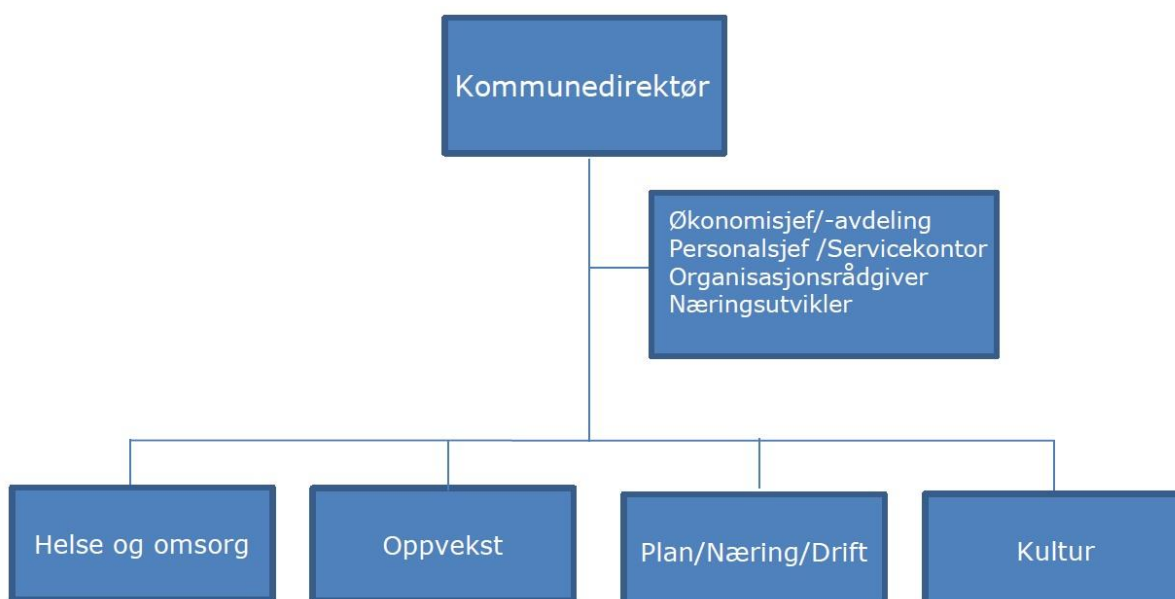 Kommunedirektør
Økonomisjef/-avdeling
Personalsjef /Servicekontor
Organisasjonsrådgiver
Næringsutvikler
Helse og omsorg
Oppvekst
Plan/Næring/Drift
Kultur